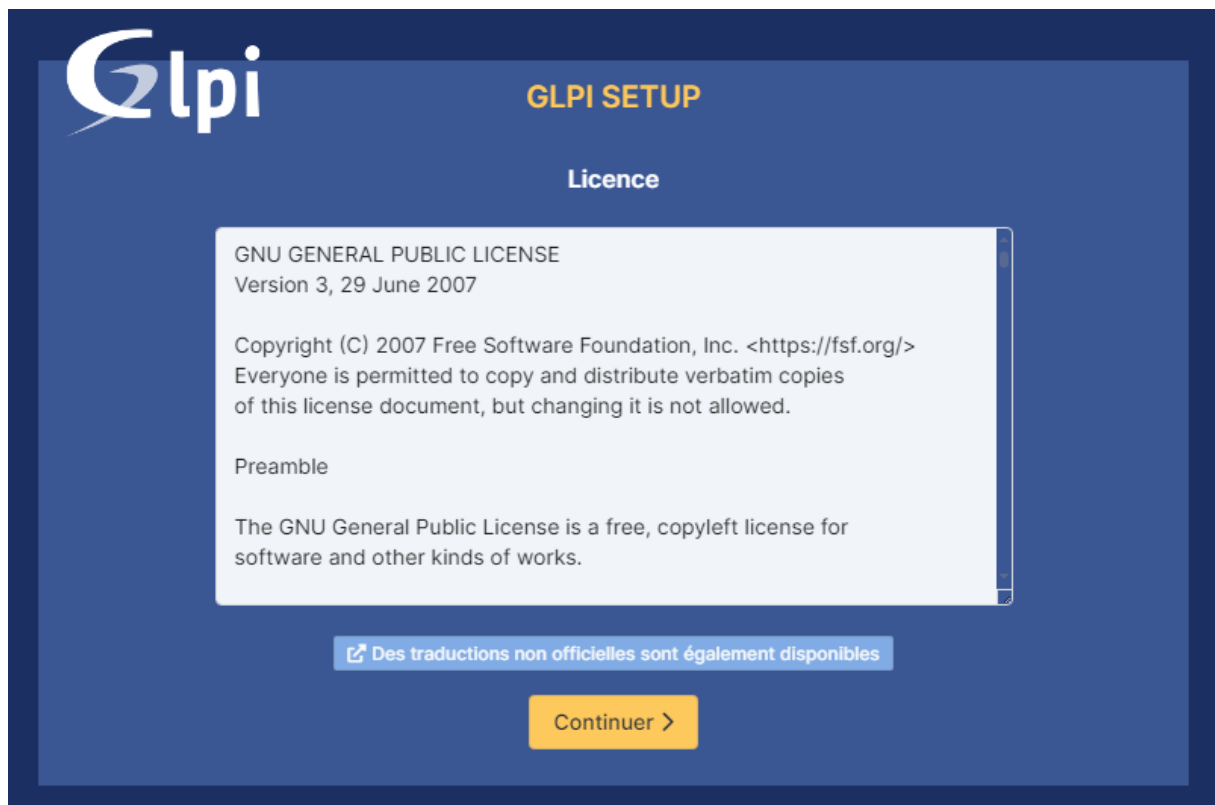 Glpi
GLPI SETUP
Licence
GNU GENERAL PUBLIC LICENSE
Version 3, 29 June 2007
Copyright (C) 2007 Free Software Foundation, Inc. <https://fsf.org/>
Everyone is permitted to copy and distribute verbatim copies
of this license document, but changing it is not allowed.
Preamble
The GNU General Public License is a free, copyleft license for
software and other kinds of works.
Des traductions non officielles sont également disponibles
Continuer